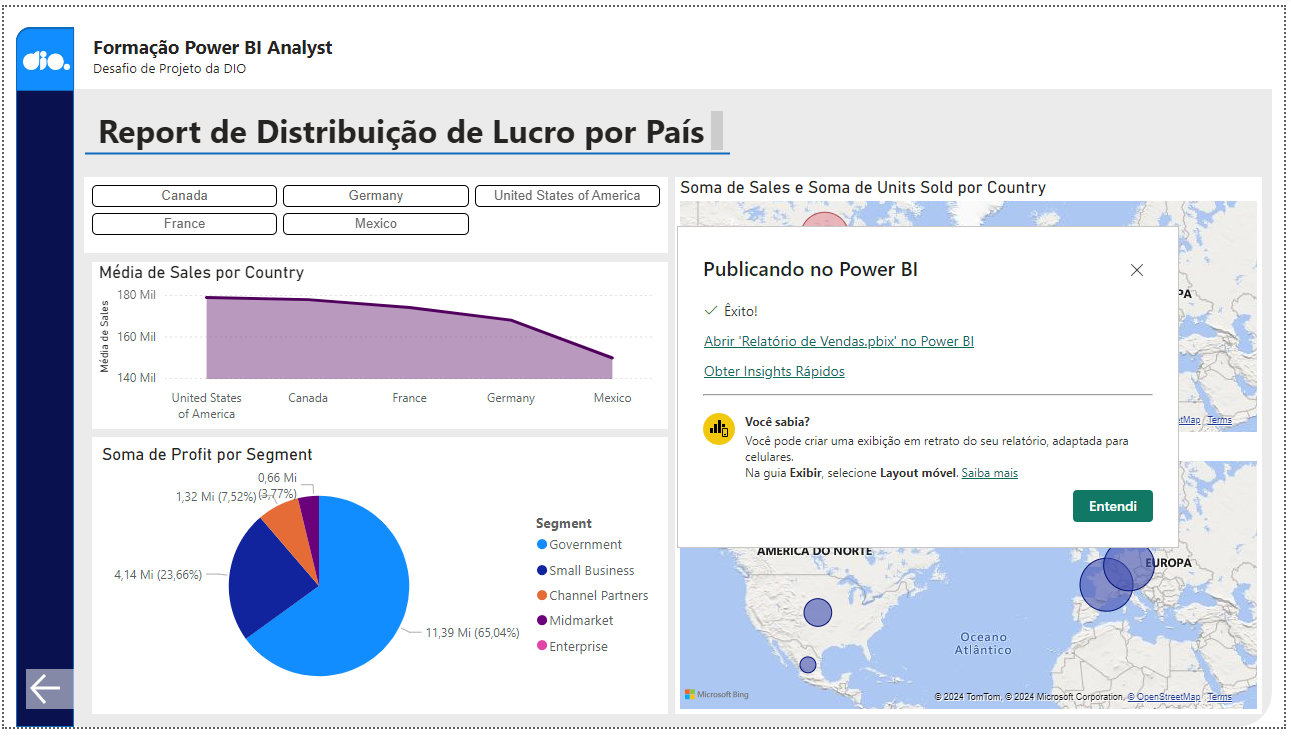 dio.
Formação Power BI Analyst
Desafio de Projeto da DIO
Report de Distribuição de Lucro por País
Canada
Germany
United States of America
France
Mexico
Média de Sales por Country
Média de Sales
180 Mil
160 Mil
140 Mil
United States
of America
Canada
France
Germany
Mexico
Soma de Profit por Segment
0,66 Mi
(3,77%)
1,32 Mi (7,52%)
4,14 Mi (23,66%)
11,39 Mi (65,04%)
Segment
Government
Small Business
Channel Partners
Midmarket
Enterprise
Soma de Sales e Soma de Units Sold por Country
Publicando no Power BI
Êxito!
Abrir 'Relatório de Vendas.pbix' no Power BI
Obter Insights Rápidos
Você sabia?
Você pode criar uma exibição em retrato do seu relatório, adaptada para
celulares.
Na guia Exibir, selecione Layout móvel. Saiba mais
Entendi
PA
etMap Terms
AMÉRICA DO NORTE
EUROPA
Oceano
Atlântico
Microsoft Bing
© 2024 TomTom, © 2024 Microsoft Corporation, © OpenStreetMap Terms